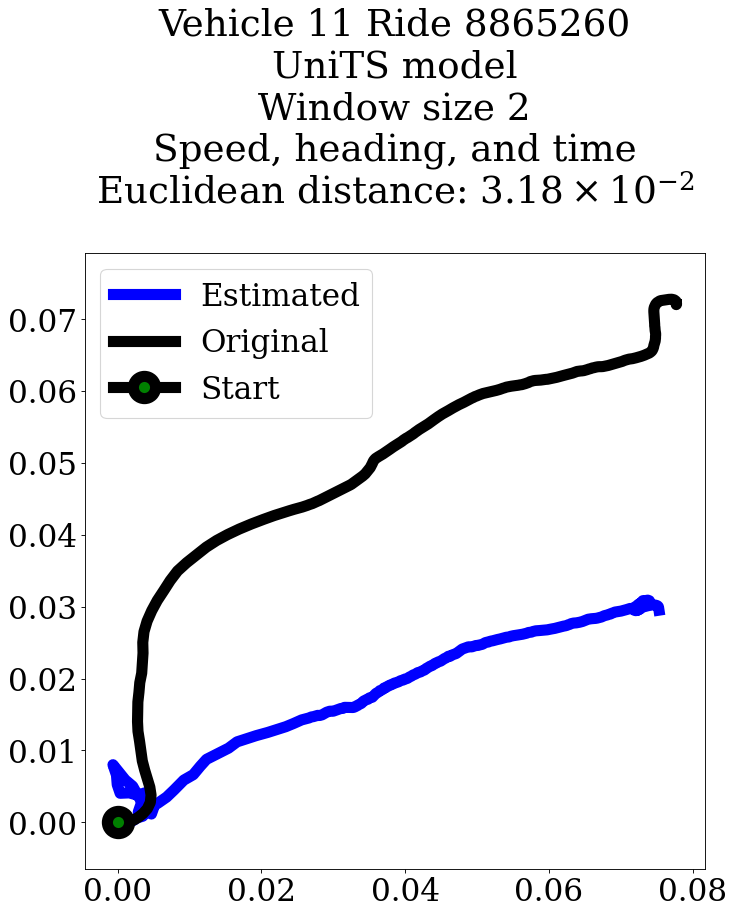 Vehicle 11 Ride 8865260
UniTS model
Window size 2
Speed, heading, and time
Euclidean distance: 3.18 × 10⁻²
Estimated
Original
Start
0.07
0.06
0.05
0.04
0.03
0.02
0.01
0.00
0.00 0.02 0.04 0.06 0.08